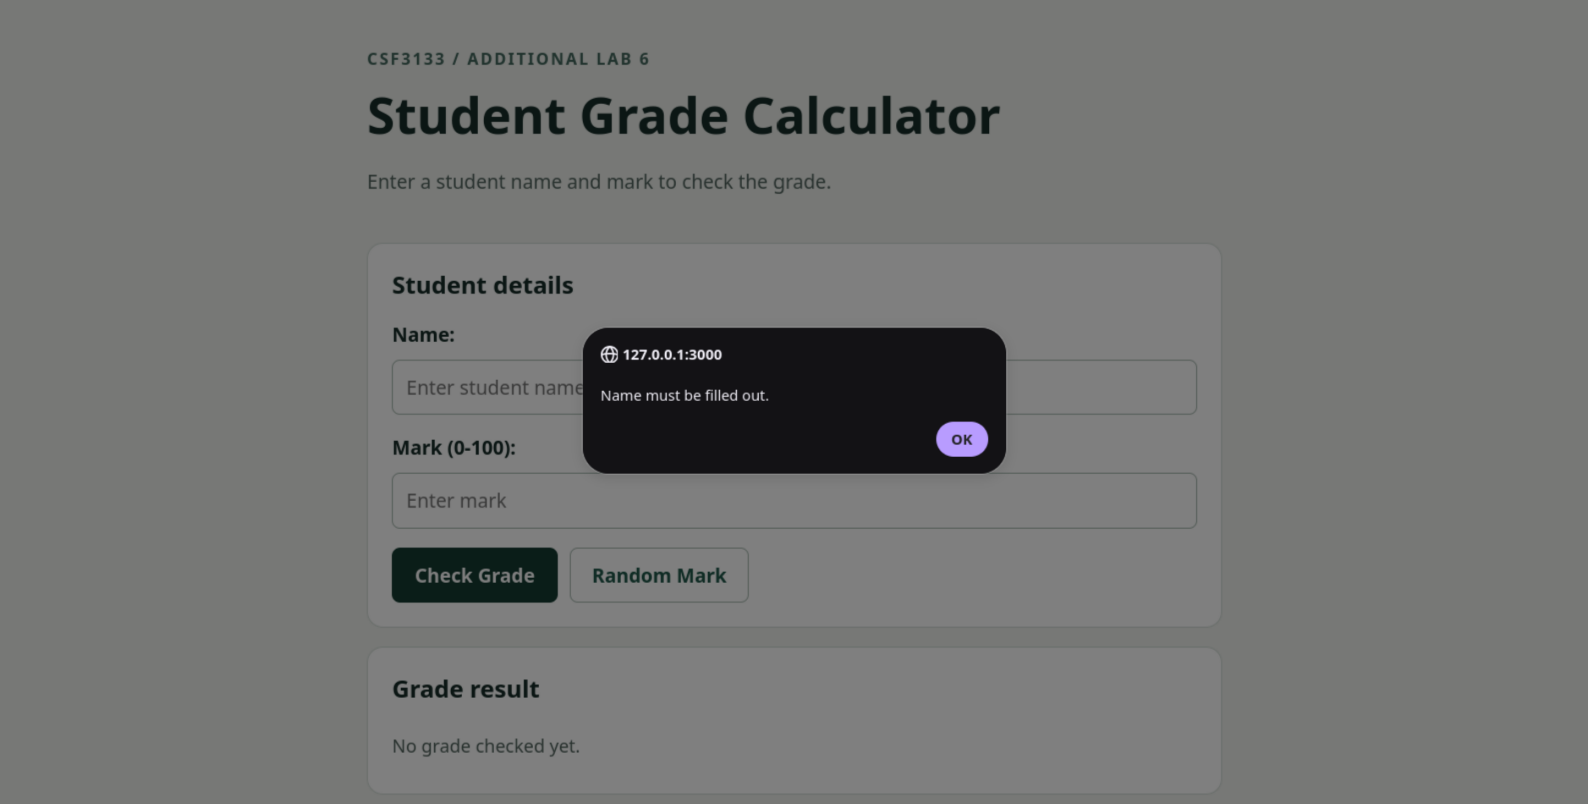 CSF3133 / ADDITIONAL LAB 6
Student Grade Calculator
Enter a student name and mark to check the grade.
Student details
Name:
Enter student name
127.0.0.1:3000
Name must be filled out.
OK
Mark (0-100):
Enter mark
Check Grade
Random Mark
Grade result
No grade checked yet.